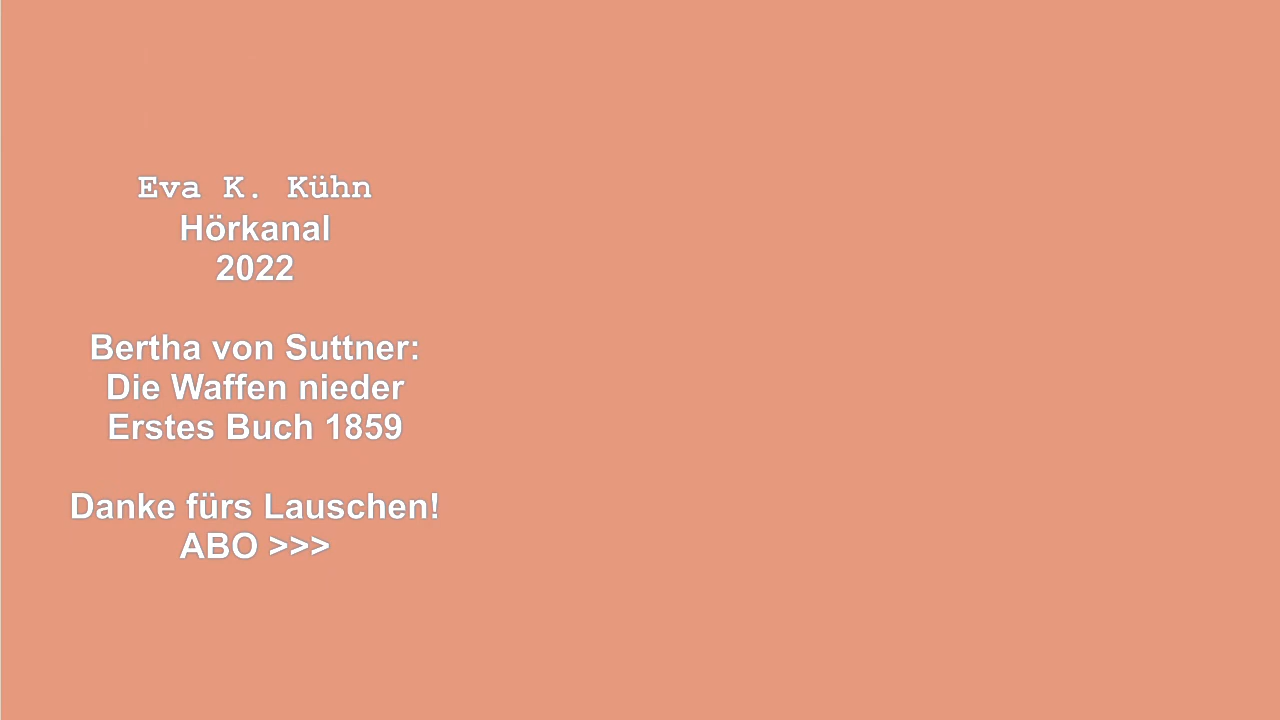 Eva K. Kühn
Hörkanal
2022
Bertha von Suttner:
Die Waffen nieder
Erstes Buch 1859
Danke fürs Lauschen!
ABO >>>